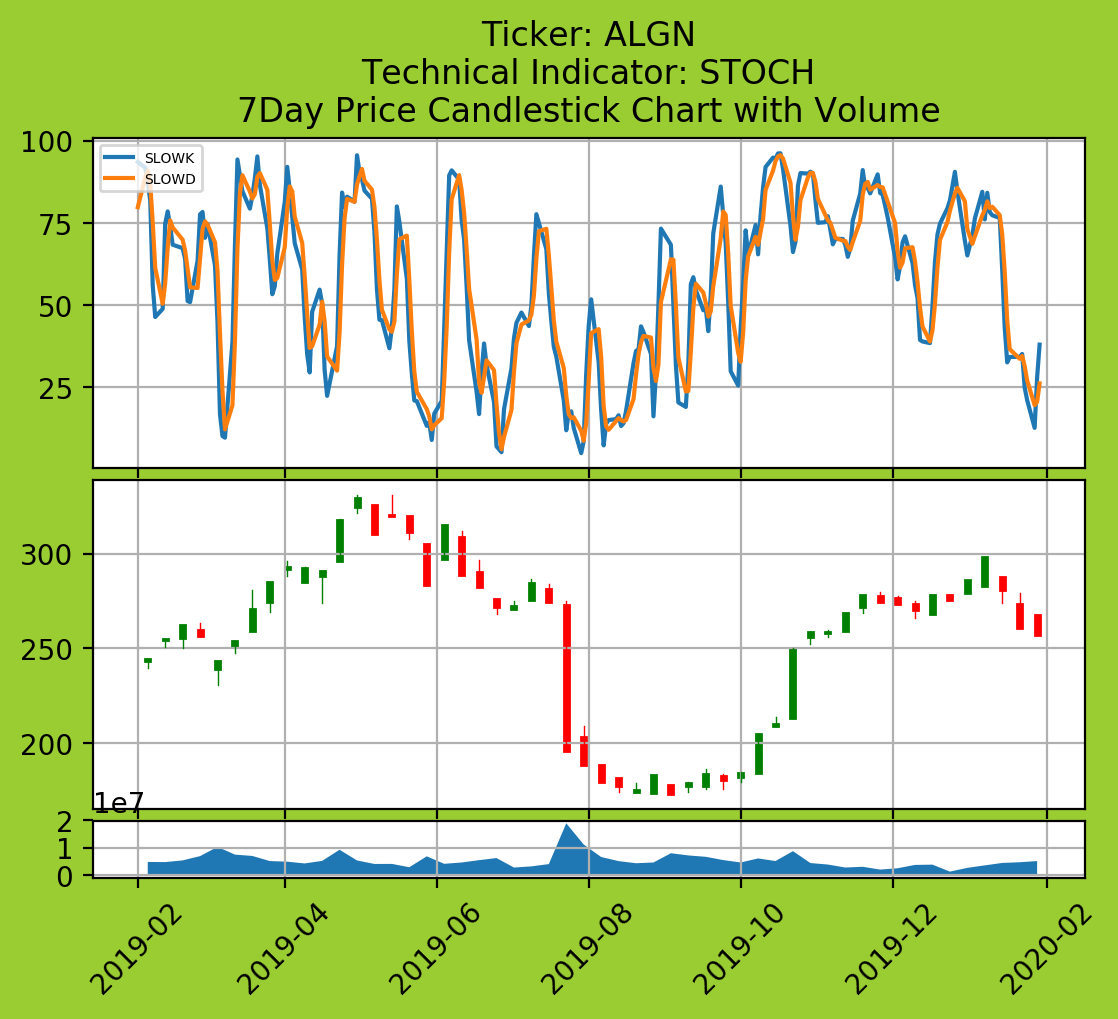 Ticker: ALGN
Technical Indicator: STOCH
7Day Price Candlestick Chart with Volume
100
75
50
25
SLOWK
SLOWD
300
250
200
1e7
2
1
0
2019-02
2019-04
2019-06
2019-08
2019-10
2019-12
2020-02